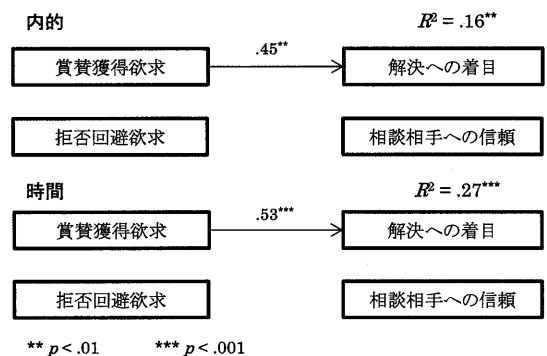 内的
R² = .16**
賞賛獲得欲求
.45**
解決への着目
拒否回避欲求
相談相手への信頼
時間
R² = .27***
賞賛獲得欲求
.53***
解決への着目
拒否回避欲求
相談相手への信頼
** p < .01 *** p < .001